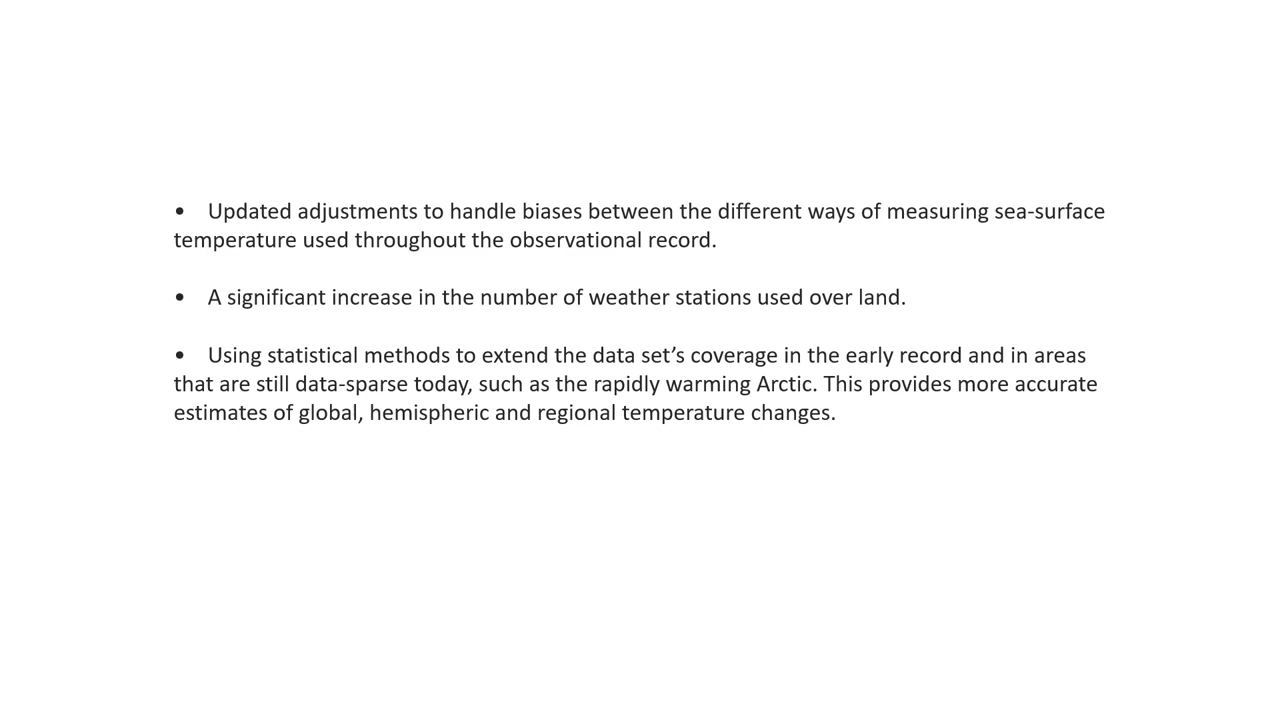 •    Updated adjustments to handle biases between the different ways of measuring sea-surface
temperature used throughout the observational record.
•    A significant increase in the number of weather stations used over land.
•    Using statistical methods to extend the data set’s coverage in the early record and in areas
that are still data-sparse today, such as the rapidly warming Arctic. This provides more accurate
estimates of global, hemispheric and regional temperature changes.